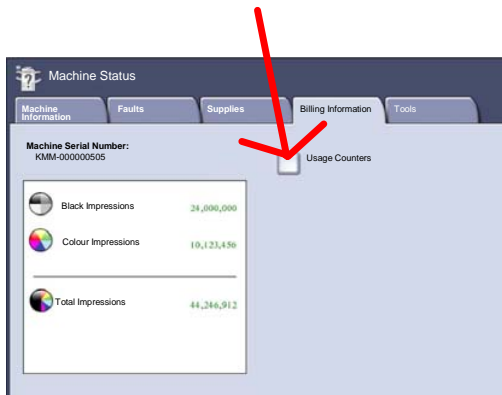 Machine Status
Machine Information
Faults
Supplies
Billing Information
Tools
Machine Serial Number:
KMM-000000505
Usage Counters
Black Impressions 24,000,000
Colour Impressions 10,123,456
Total Impressions 44,246,912